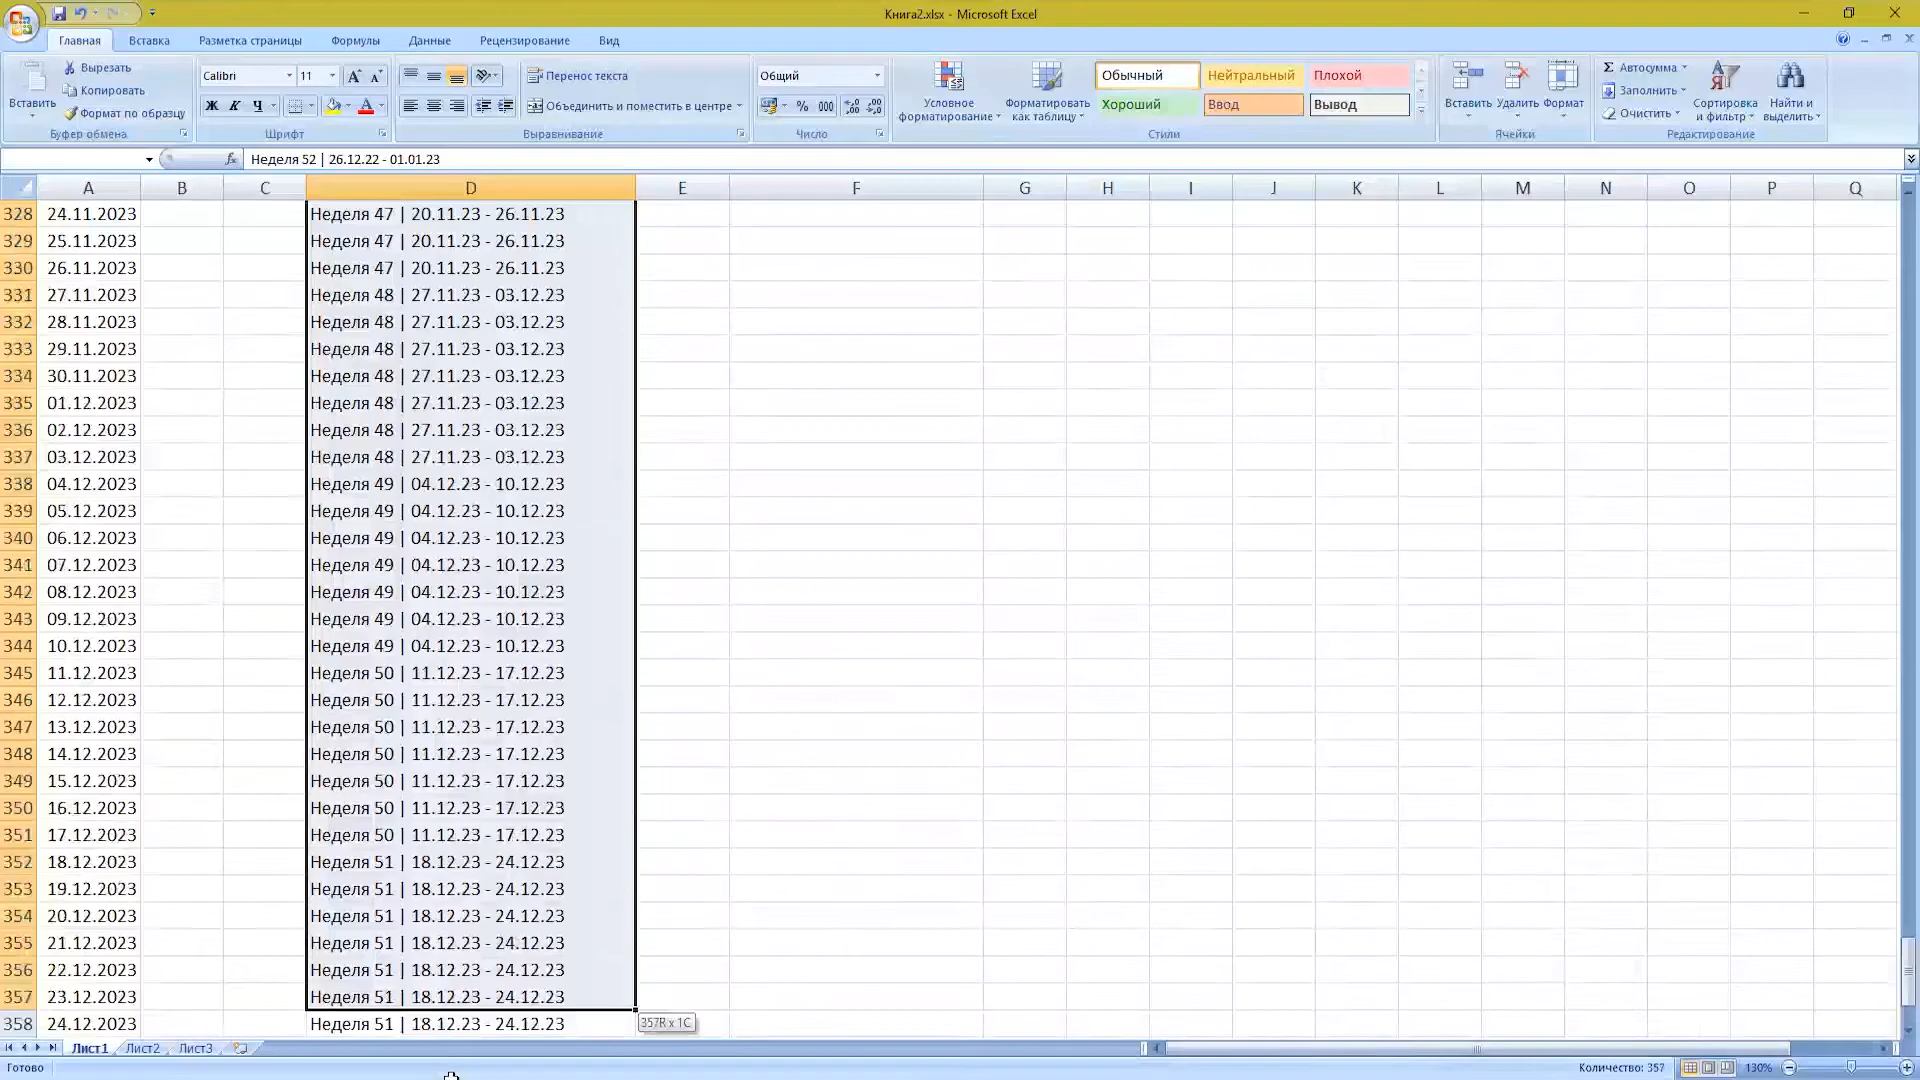 Книга2.xlsx - Microsoft Excel
Главная Вставка Разметка страницы Формулы Данные Рецензирование Вид
Вставить
Вырезать
Копировать
Формат по образцу
Буфер обмена
Calibri 11
Ж К Ч
Шрифт
Перенос текста
Объединить и поместить в центре
Выравнивание
Общий
% 000
Число
Условное форматирование
Форматировать как таблицу
Обычный Нейтральный Плохой
Хороший Ввод Вывод
Стили
Вставить Удалить Формат
Ячейки
Σ Автосумма
Заполнить
Очистить
Сортировка и фильтр
Найти и выделить
Редактирование
fx Неделя 52 | 26.12.22 - 01.01.23
A B C D E F G H I J K L M N O P Q
328 24.11.2023 Неделя 47 | 20.11.23 - 26.11.23
329 25.11.2023 Неделя 47 | 20.11.23 - 26.11.23
330 26.11.2023 Неделя 47 | 20.11.23 - 26.11.23
331 27.11.2023 Неделя 48 | 27.11.23 - 03.12.23
332 28.11.2023 Неделя 48 | 27.11.23 - 03.12.23
333 29.11.2023 Неделя 48 | 27.11.23 - 03.12.23
334 30.11.2023 Неделя 48 | 27.11.23 - 03.12.23
335 01.12.2023 Неделя 48 | 27.11.23 - 03.12.23
336 02.12.2023 Неделя 48 | 27.11.23 - 03.12.23
337 03.12.2023 Неделя 48 | 27.11.23 - 03.12.23
338 04.12.2023 Неделя 49 | 04.12.23 - 10.12.23
339 05.12.2023 Неделя 49 | 04.12.23 - 10.12.23
340 06.12.2023 Неделя 49 | 04.12.23 - 10.12.23
341 07.12.2023 Неделя 49 | 04.12.23 - 10.12.23
342 08.12.2023 Неделя 49 | 04.12.23 - 10.12.23
343 09.12.2023 Неделя 49 | 04.12.23 - 10.12.23
344 10.12.2023 Неделя 49 | 04.12.23 - 10.12.23
345 11.12.2023 Неделя 50 | 11.12.23 - 17.12.23
346 12.12.2023 Неделя 50 | 11.12.23 - 17.12.23
347 13.12.2023 Неделя 50 | 11.12.23 - 17.12.23
348 14.12.2023 Неделя 50 | 11.12.23 - 17.12.23
349 15.12.2023 Неделя 50 | 11.12.23 - 17.12.23
350 16.12.2023 Неделя 50 | 11.12.23 - 17.12.23
351 17.12.2023 Неделя 50 | 11.12.23 - 17.12.23
352 18.12.2023 Неделя 51 | 18.12.23 - 24.12.23
353 19.12.2023 Неделя 51 | 18.12.23 - 24.12.23
354 20.12.2023 Неделя 51 | 18.12.23 - 24.12.23
355 21.12.2023 Неделя 51 | 18.12.23 - 24.12.23
356 22.12.2023 Неделя 51 | 18.12.23 - 24.12.23
357 23.12.2023 Неделя 51 | 18.12.23 - 24.12.23
358 24.12.2023 Неделя 51 | 18.12.23 - 24.12.23
357R x 1C
Лист1 Лист2 Лист3
Готово Количество: 357 130%